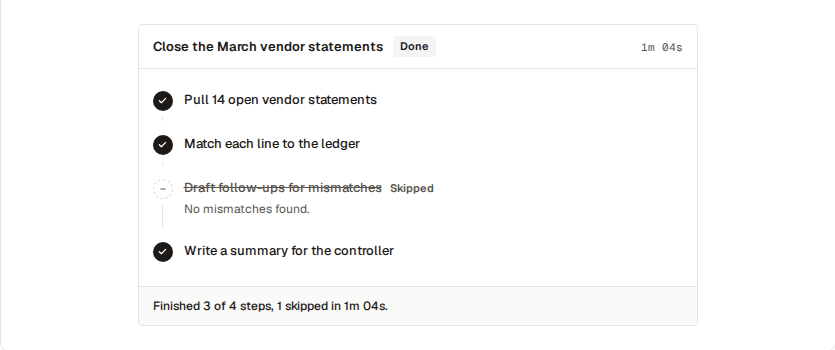 Close the March vendor statements Done 1m 04s
Pull 14 open vendor statements
Match each line to the ledger
Draft follow-ups for mismatches Skipped
No mismatches found.
Write a summary for the controller
Finished 3 of 4 steps, 1 skipped in 1m 04s.